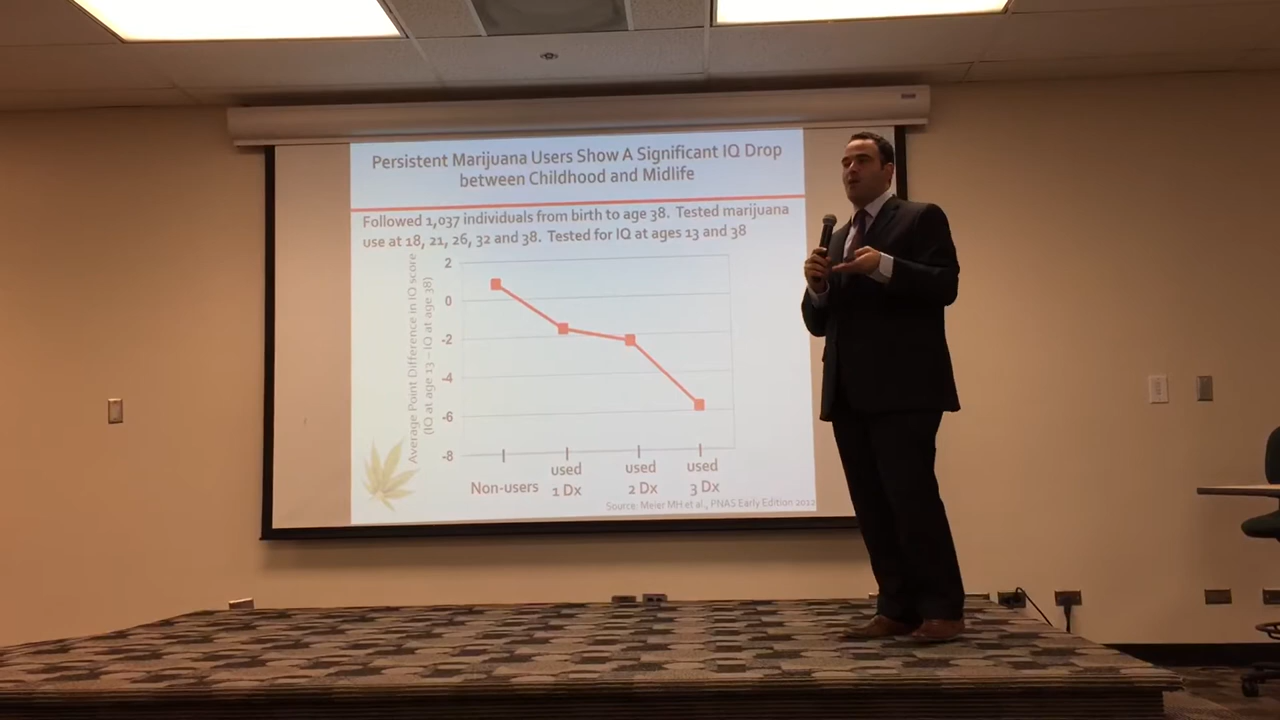 Persistent Marijuana Users Show A Significant IQ Drop
between Childhood and Midlife
Followed 1,037 individuals from birth to age 38. Tested marijuana
use at 18, 21, 26, 32 and 38. Tested for IQ at ages 13 and 38
Average Point Difference in IQ score
(IQ at age 13 – IQ at age 38)
2
0
-2
-4
-6
-8
Non-users
used
1 Dx
used
2 Dx
used
3 Dx
Source: Meier MH et al., PNAS Early Edition 2012